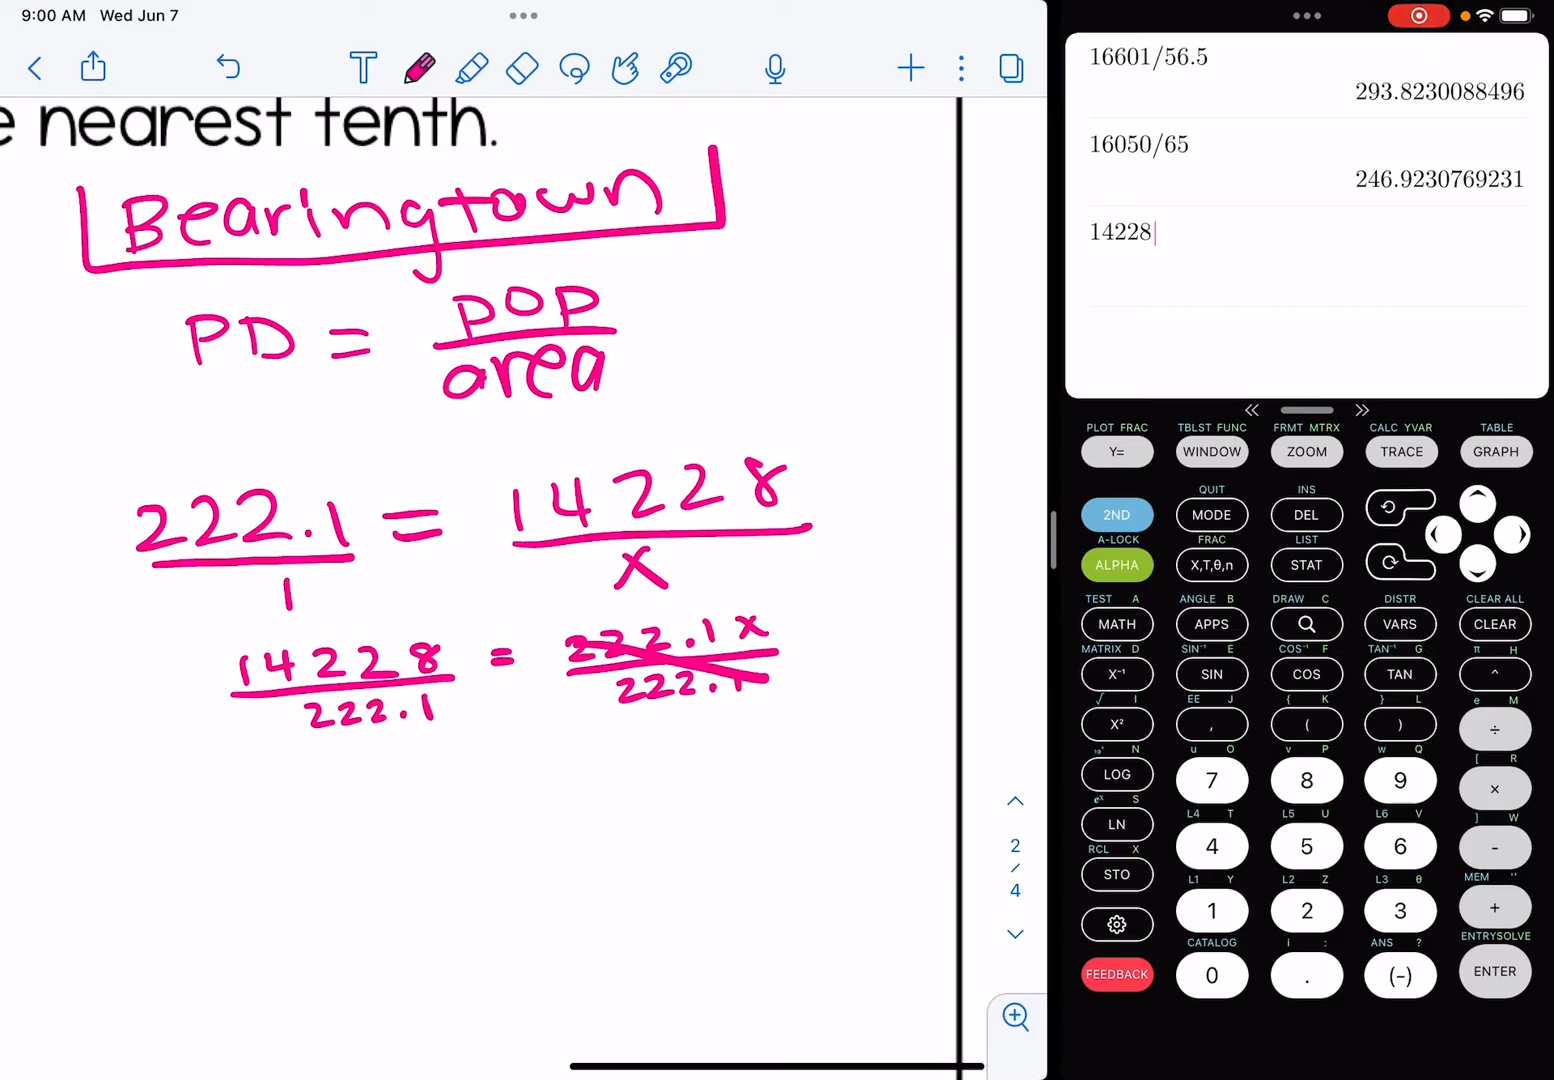 9:00 AM Wed Jun 7
e nearest tenth.
Bearingtown
PD = pop/area
222.1/1 = 14228/x
14228/222.1 = 222.1x/222.1
2
/
4
16601/56.5
293.8230088496
16050/65
246.9230769231
14228
PLOT FRAC TBLST FUNC FRMT MTRX CALC YVAR TABLE
Y= WINDOW ZOOM TRACE GRAPH
QUIT INS
2ND MODE DEL
A-LOCK FRAC LIST
ALPHA X,T,θ,n STAT
TEST A ANGLE B DRAW C DISTR CLEAR ALL
MATH APPS VARS CLEAR
MATRIX D SIN⁻¹ E COS⁻¹ F TAN⁻¹ G π H
X⁻¹ SIN COS TAN ^
√ I EE J { K } L e M
X² , ( ) ÷
10ˣ N u O v P w Q [ R
LOG 7 8 9 ×
eˣ S L4 T L5 U L6 V ] W
LN 4 5 6 -
RCL X L1 Y L2 Z L3 θ MEM "
STO 1 2 3 +
CATALOG i : ANS ? ENTRYSOLVE
FEEDBACK 0 . (-) ENTER